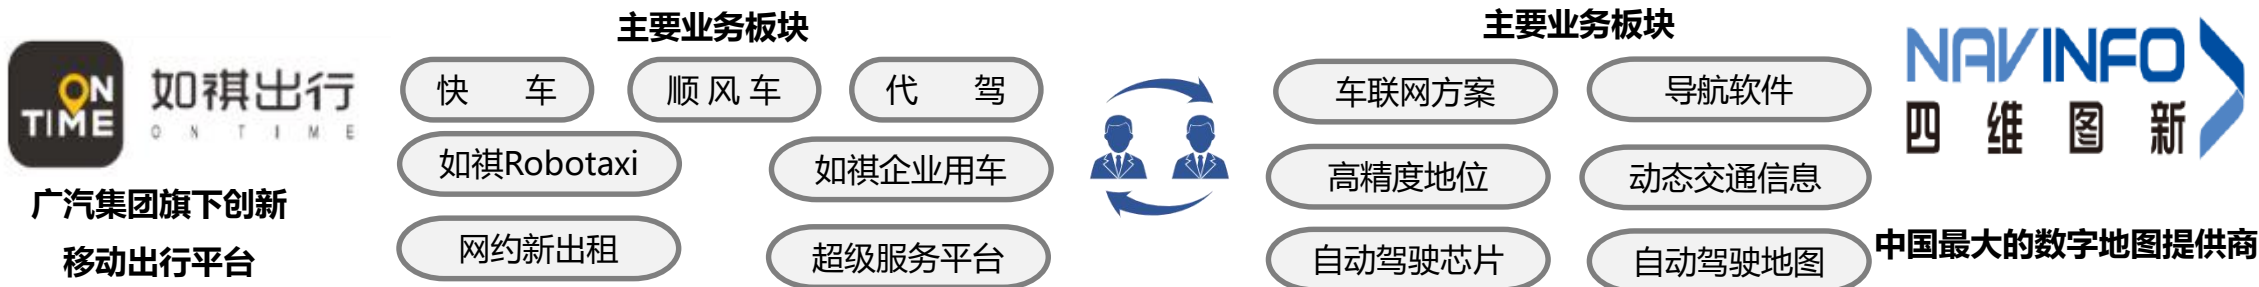 主要业务板块
主要业务板块
ON
TIME
如祺出行
ONTIME
快 车
顺 风 车
代 驾
如祺Robotaxi
如祺企业用车
网约新出租
超级服务平台
广汽集团旗下创新
移动出行平台
车联网方案
导航软件
高精度地位
动态交通信息
自动驾驶芯片
自动驾驶地图
NAVINFO
四 维 图 新
中国最大的数字地图提供商